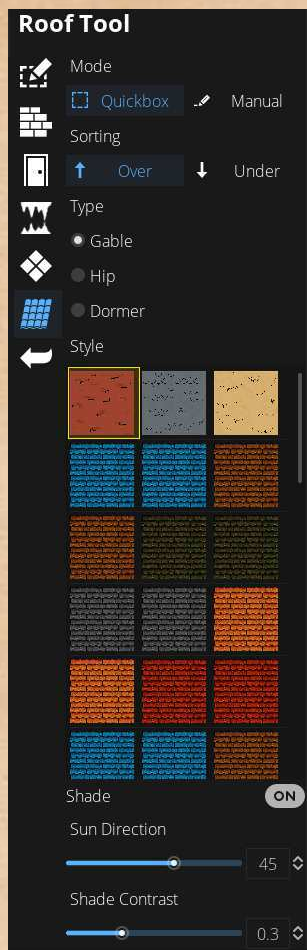 Roof Tool
Mode
Quickbox Manual
Sorting
Over Under
Type
Gable
Hip
Dormer
Style
Shade ON
Sun Direction
45
Shade Contrast
0.3